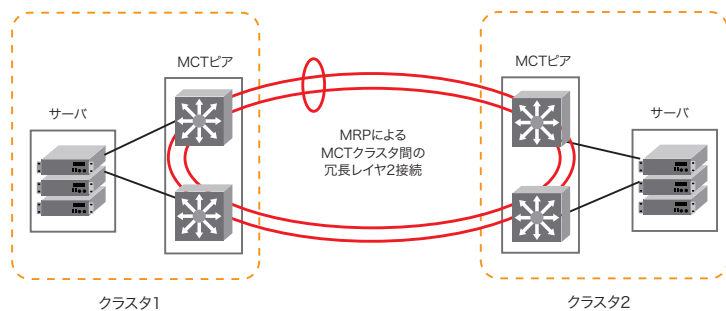 MCTピア
サーバ
MRPによる
MCTクラスタ間の
冗長レイヤ2接続
MCTピア
サーバ
クラスタ1
クラスタ2